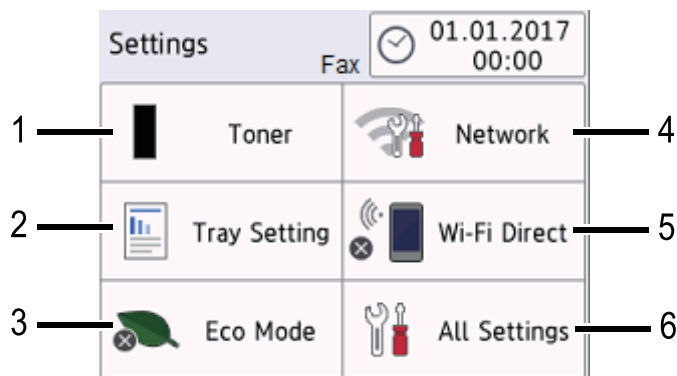 Settings
Fax
01.01.2017
00:00
1
Toner
Network
4
2
Tray Setting
Wi-Fi Direct
5
3
Eco Mode
All Settings
6